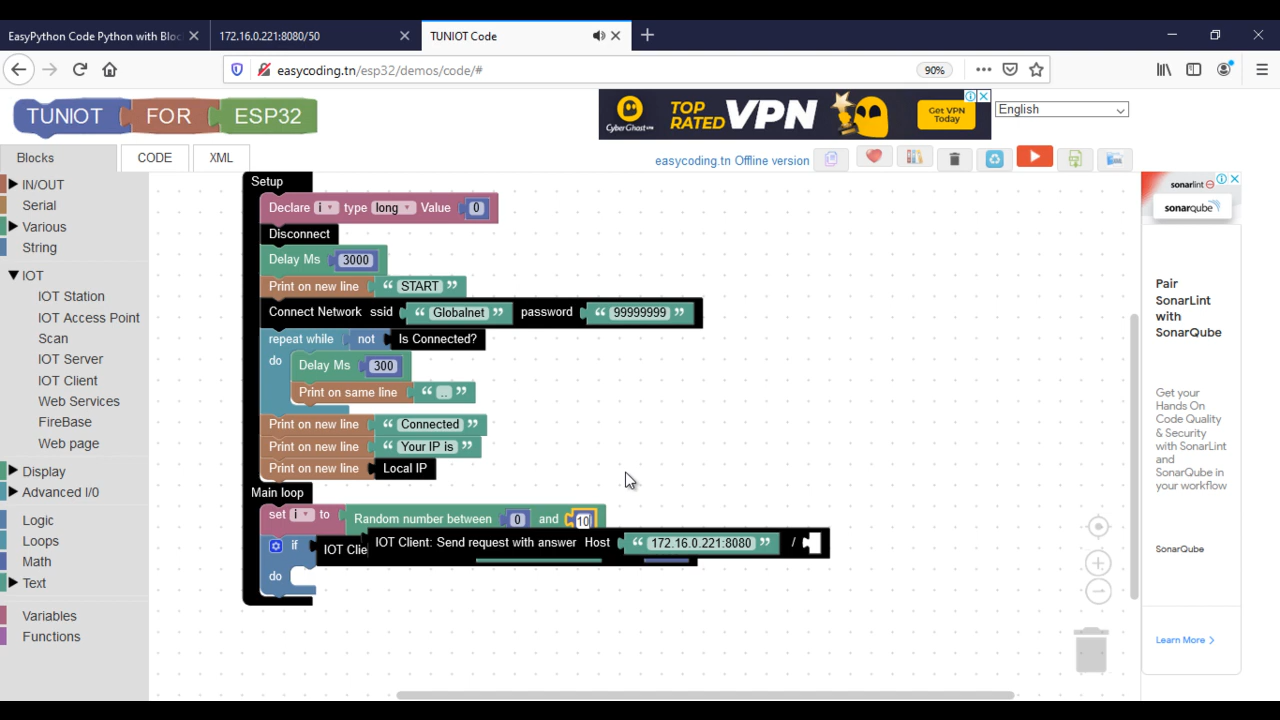 EasyPython Code Python with Bloc
172.16.0.221:8080/50
TUNIOT Code
easycoding.tn/esp32/demos/code/#
90%
TUNIOT FOR ESP32
CyberGhost
TOP RATED VPN
Get VPN Today
English
Blocks
CODE
XML
easycoding.tn Offline version
IN/OUT
Serial
Various
String
IOT
IOT Station
IOT Access Point
Scan
IOT Server
IOT Client
Web Services
FireBase
Web page
Display
Advanced I/0
Logic
Loops
Math
Text
Variables
Functions
Setup
Declare i type long Value 0
Disconnect
Delay Ms 3000
Print on new line “ START ”
Connect Network ssid “ Globalnet ” password “ 99999999 ”
repeat while not Is Connected?
do Delay Ms 300
Print on same line “ .. ”
Print on new line “ Connected ”
Print on new line “ Your IP is ”
Print on new line Local IP
Main loop
set i to Random number between 0 and 10
if IOT Clie
IOT Client: Send request with answer Host “ 172.16.0.221:8080 ” /
do
sonarlint
sonarqube
Pair
SonarLint
with
SonarQube
Get your
Hands On
Code Quality
& Security
with SonarLint
and
SonarQube in
your workflow
SonarQube
Learn More >